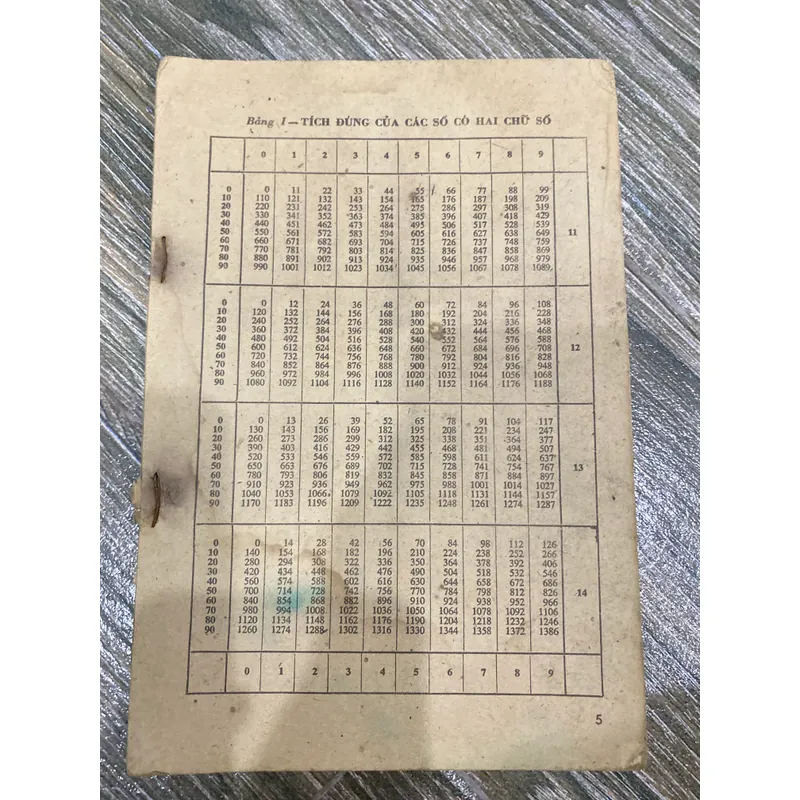 Bảng I — TÍCH ĐÚNG CỦA CÁC SỐ CÓ HAI CHỮ SỐ
0 1 2 3 4 5 6 7 8 9
0 0 11 22 33 44 55 66 77 88 99
10 110 121 132 143 154 165 176 187 198 209
20 220 231 242 253 264 275 286 297 308 319
30 330 341 352 363 374 385 396 407 418 429
40 440 451 462 473 484 495 506 517 528 539
50 550 561 572 583 594 605 616 627 638 649 11
60 660 671 682 693 704 715 726 737 748 759
70 770 781 792 803 814 825 836 847 858 869
80 880 891 902 913 924 935 946 957 968 979
90 990 1001 1012 1023 1034 1045 1056 1067 1078 1089
0 0 12 24 36 48 60 72 84 96 108
10 120 132 144 156 168 180 192 204 216 228
20 240 252 264 276 288 300 312 324 336 348
30 360 372 384 396 408 420 432 444 456 468
40 480 492 504 516 528 540 552 564 576 588
50 600 612 624 636 648 660 672 684 696 708 12
60 720 732 744 756 768 780 792 804 816 828
70 840 852 864 876 888 900 912 924 936 948
80 960 972 984 996 1008 1020 1032 1044 1056 1068
90 1080 1092 1104 1116 1128 1140 1152 1164 1176 1188
0 0 13 26 39 52 65 78 91 104 117
10 130 143 156 169 182 195 208 221 234 247
20 260 273 286 299 312 325 338 351 364 377
30 390 403 416 429 442 455 468 481 494 507
40 520 533 546 559 572 585 598 611 624 637
50 650 663 676 689 702 715 728 741 754 767 13
60 780 793 806 819 832 845 858 871 884 897
70 910 923 936 949 962 975 988 1001 1014 1027
80 1040 1053 1066 1079 1092 1105 1118 1131 1144 1157
90 1170 1183 1196 1209 1222 1235 1248 1261 1274 1287
0 0 14 28 42 56 70 84 98 112 126
10 140 154 168 182 196 210 224 238 252 266
20 280 294 308 322 336 350 364 378 392 406
30 420 434 448 462 476 490 504 518 532 546
40 560 574 588 602 616 630 644 658 672 686
50 700 714 728 742 756 770 784 798 812 826 14
60 840 854 868 882 896 910 924 938 952 966
70 980 994 1008 1022 1036 1050 1064 1078 1092 1106
80 1120 1134 1148 1162 1176 1190 1204 1218 1232 1246
90 1260 1274 1288 1302 1316 1330 1344 1358 1372 1386
0 1 2 3 4 5 6 7 8 9
5